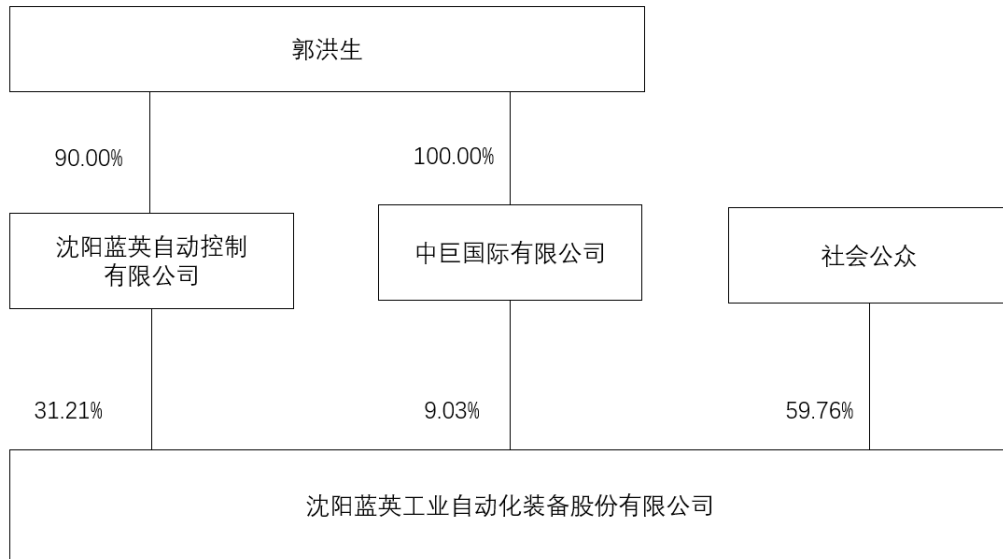 郭洪生
90.00%
100.00%
沈阳蓝英自动控制
有限公司
中巨国际有限公司
社会公众
31.21%
9.03%
59.76%
沈阳蓝英工业自动化装备股份有限公司